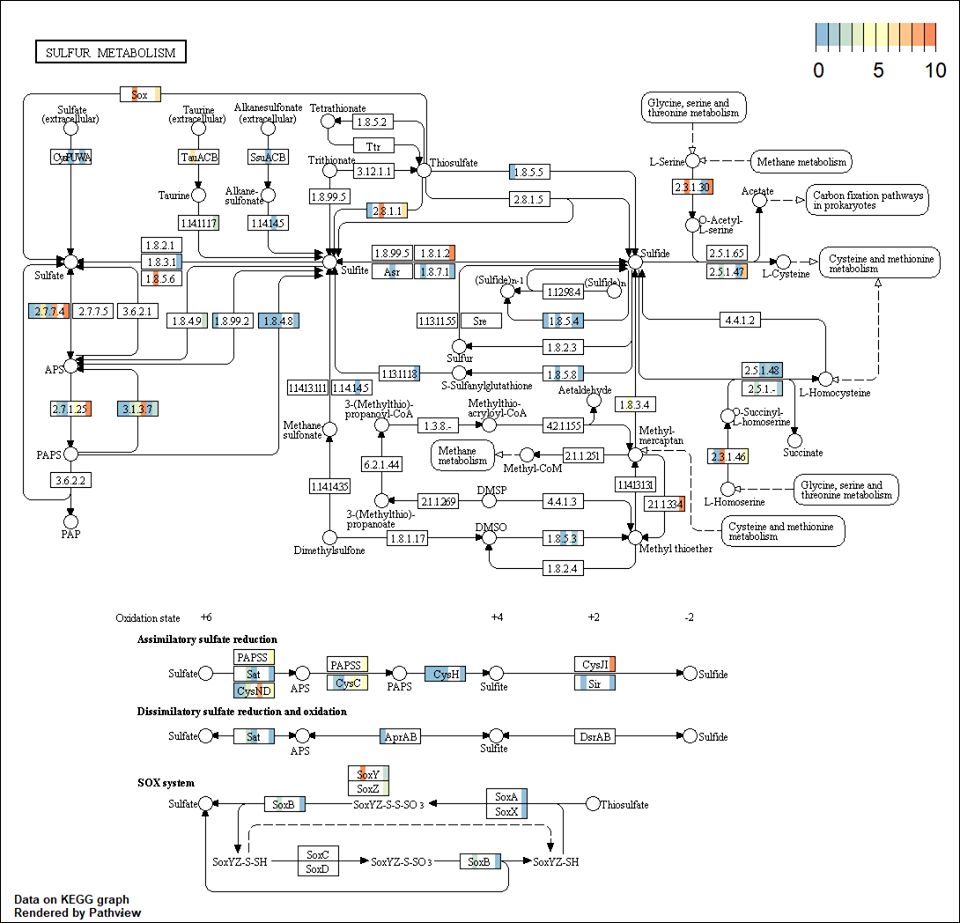 SULFUR METABOLISM
0 5 10
Sox
Sulfate
(extracellular)
Taurine
(extracellular)
Alkanesulfonate
(extracellular)
Tetrathionate
1.8.5.2
Ttr
Glycine, serine and
threonine metabolism
CysPUWA
TauACB
SsuACB
Trithionate
3.12.1.1
Thiosulfate
1.8.5.5
L-Serine
Methane metabolism
Taurine
Alkane-
sulfonate
1.8.99.5
2.8.1.1
2.8.1.5
2.3.1.30
Acetate
Carbon fixation pathways
in prokaryotes
1.14.11.17
1.14.14.5
O-Acetyl-
L-serine
1.8.2.1
1.8.3.1
1.8.5.6
Sulfate
Sulfite
1.8.99.5
1.8.1.2
Asr
1.8.7.1
Sulfide
2.5.1.65
2.5.1.47
L-Cysteine
Cysteine and methionine
metabolism
(Sulfide)n-1
1.12.98.4
(Sulfide)n
2.7.7.4
2.7.7.5
3.6.2.1
1.8.4.9
1.8.99.2
1.8.4.8
1.13.11.55
Sre
1.8.5.4
4.4.1.2
Sulfur
1.8.2.3
APS
1.13.11.18
S-Sulfanylglutathione
1.8.5.8
2.5.1.48
2.5.1.-
L-Homocysteine
1.14.13.111
1.14.14.5
Aetaldehyde
2.7.1.25
3.1.3.7
3-(Methylthio)-
propanoyl-CoA
Methylthio-
acryloyl-CoA
1.8.3.4
O-Succinyl-
L-homoserine
Methane
sulfonate
1.3.8.-
4.2.1.155
Methyl-
mercaptan
Succinate
PAPS
Methane
metabolism
Methyl-CoM
2.1.1.251
2.3.1.46
6.2.1.44
3.6.2.2
1.14.14.35
DMSP
1.14.13.131
L-Homoserine
Glycine, serine and
threonine metabolism
2.1.1.269
4.4.1.3
2.1.1.334
PAP
3-(Methylthio)-
propanoate
DMSO
Cysteine and methionine
metabolism
Dimethylsulfone
1.8.1.17
1.8.5.3
Methyl thioether
1.8.2.4
Oxidation state +6 +4 +2 -2
Assimilatory sulfate reduction
PAPSS
PAPSS
CysJI
Sulfate
Sat
APS
PAPS
CysH
Sulfite
Sulfide
CysND
CysC
Sir
Dissimilatory sulfate reduction and oxidation
Sulfate
Sat
APS
AprAB
Sulfite
DsrAB
Sulfide
SOX system
SoxY
SoxZ
Sulfate
SoxB
SoxYZ-S-S-SO 3
SoxA
SoxX
Thiosulfate
SoxYZ-S-SH
SoxC
SoxD
SoxYZ-S-SO 3
SoxB
SoxYZ-SH
Data on KEGG graph
Rendered by Pathview